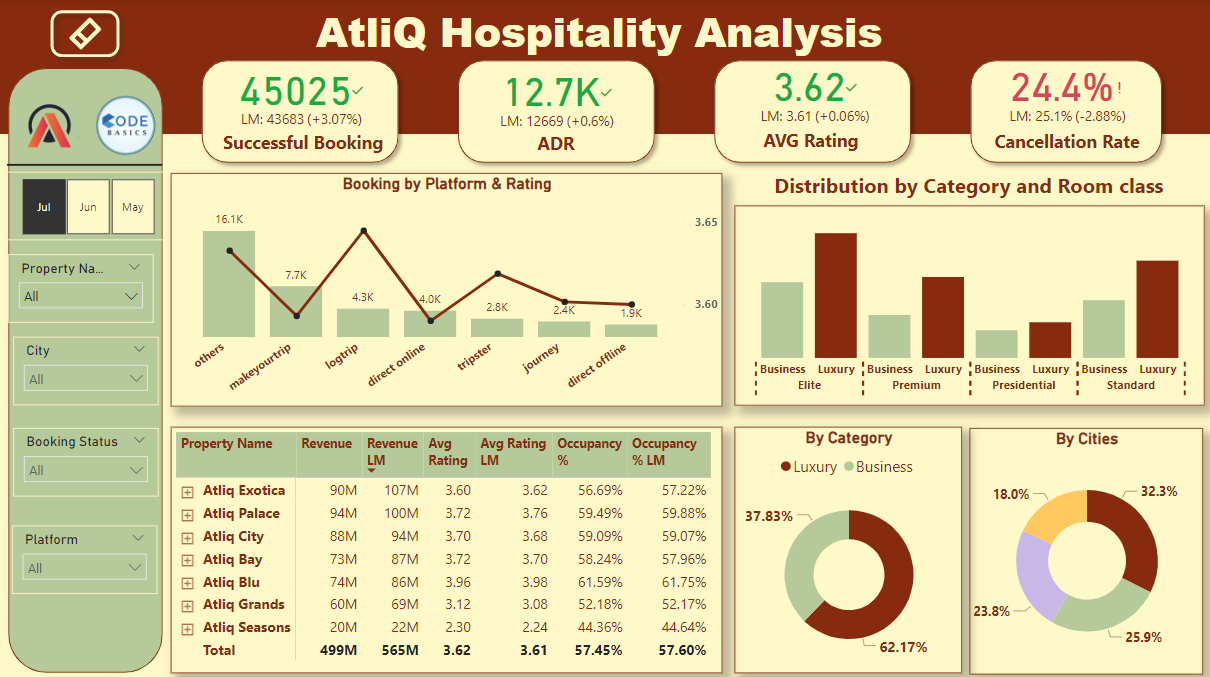 AtliQ Hospitality Analysis
CODE
BASICS
45025
LM: 43683 (+3.07%)
Successful Booking
12.7K
LM: 12669 (+0.6%)
ADR
3.62
LM: 3.61 (+0.06%)
AVG Rating
24.4%!
LM: 25.1% (-2.88%)
Cancellation Rate
Jul Jun May
Property Na...
All
City
All
Booking Status
All
Platform
All
Booking by Platform & Rating
16.1K
7.7K
4.3K
4.0K
2.8K
2.4K
1.9K
3.65
3.60
others
makeyourtrip
logtrip
direct online
tripster
journey
direct offline
Distribution by Category and Room class
Business Luxury Business Luxury Business Luxury Business Luxury
Elite Premium Presidential Standard
Property Name Revenue Revenue LM Avg Rating Avg Rating LM Occupancy % Occupancy % LM
Atliq Exotica 90M 107M 3.60 3.62 56.69% 57.22%
Atliq Palace 94M 100M 3.72 3.76 59.49% 59.88%
Atliq City 88M 94M 3.70 3.68 59.09% 59.07%
Atliq Bay 73M 87M 3.72 3.70 58.24% 57.96%
Atliq Blu 74M 86M 3.96 3.98 61.59% 61.75%
Atliq Grands 60M 69M 3.12 3.08 52.18% 52.17%
Atliq Seasons 20M 22M 2.30 2.24 44.36% 44.64%
Total 499M 565M 3.62 3.61 57.45% 57.60%
By Category
Luxury Business
37.83%
62.17%
By Cities
18.0%
32.3%
23.8%
25.9%